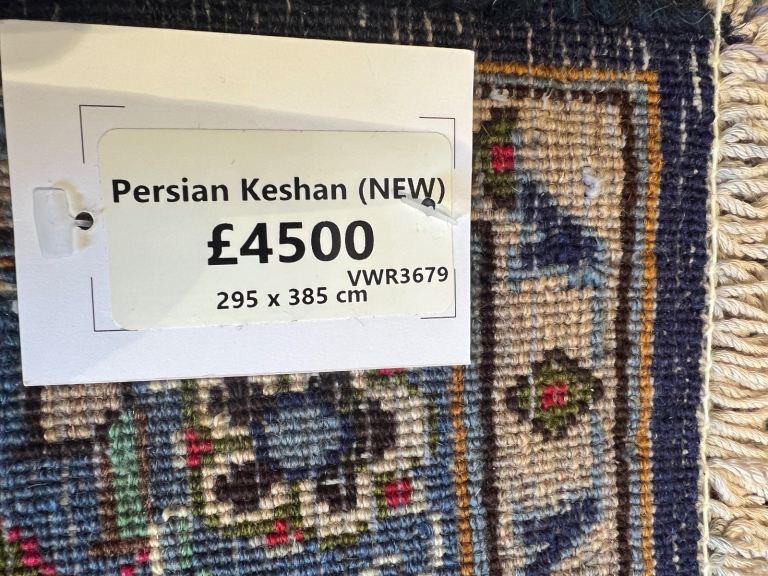 Persian Keshan (NEW)
£4500
VWR3679
295 x 385 cm